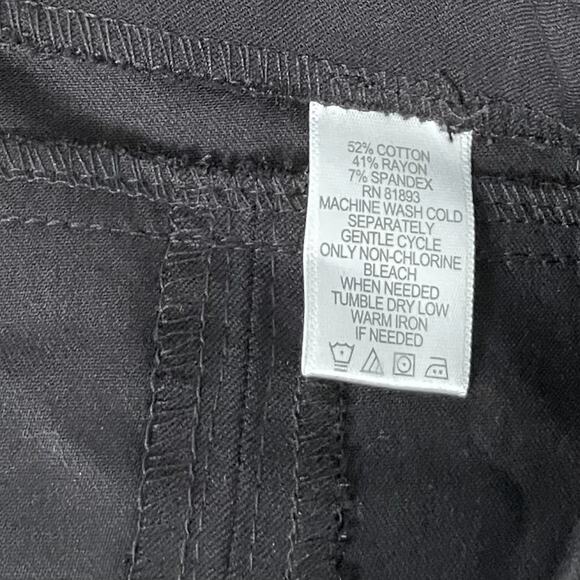 52% COTTON
41% RAYON
7% SPANDEX
RN 81893
MACHINE WASH COLD
SEPARATELY
GENTLE CYCLE
ONLY NON-CHLORINE
BLEACH
WHEN NEEDED
TUMBLE DRY LOW
WARM IRON
IF NEEDED